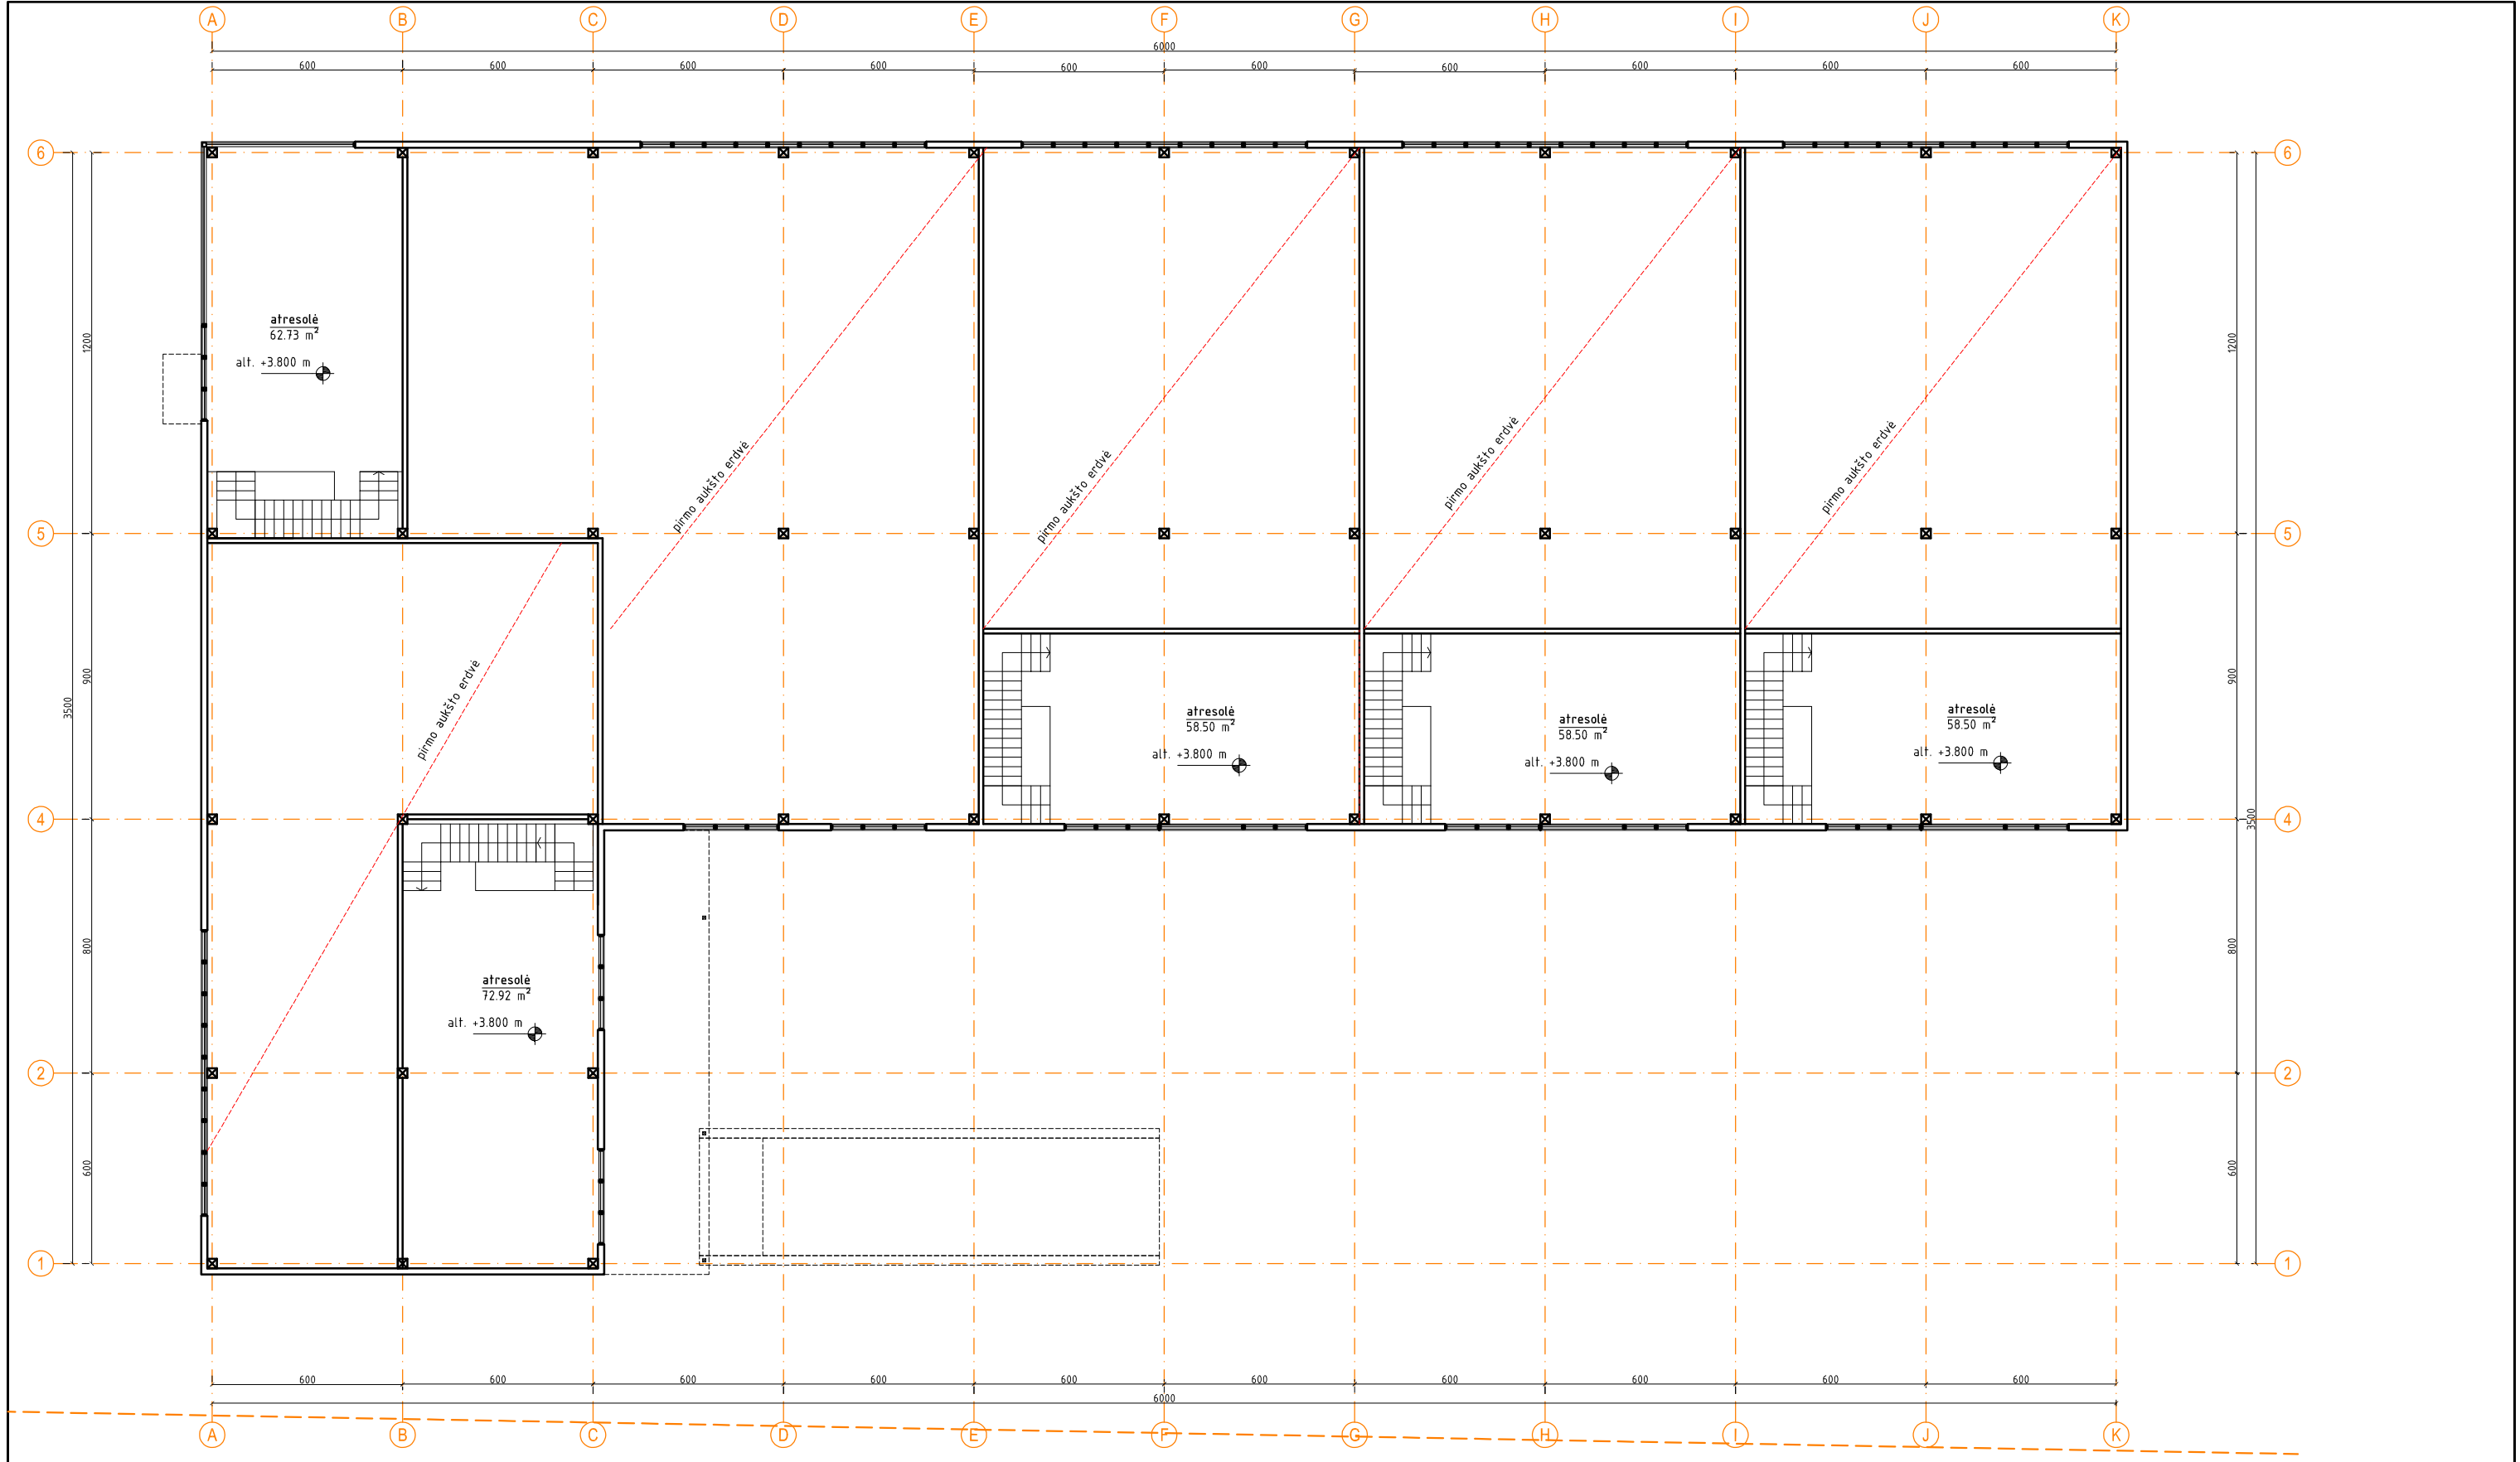 A B C D E F G H I J K
6000
600 600 600 600 600 600 600 600 600 600
6 6
atresolė
62.73 m²
alt. +3.800 m
1200 1200
pirmo aukšto erdvė
pirmo aukšto erdvė
pirmo aukšto erdvė
pirmo aukšto erdvė
5 5
pirmo aukšto erdvė
900 900
3500
atresolė
58.50 m²
alt. +3.800 m
atresolė
58.50 m²
alt. +3.800 m
atresolė
58.50 m²
alt. +3.800 m
4 4
3500
800 800
atresolė
72.92 m²
alt. +3.800 m
2 2
600 600
1 1
600 600 600 600 600 600 600 600 600 600
6000
A B C D E F G H I J K